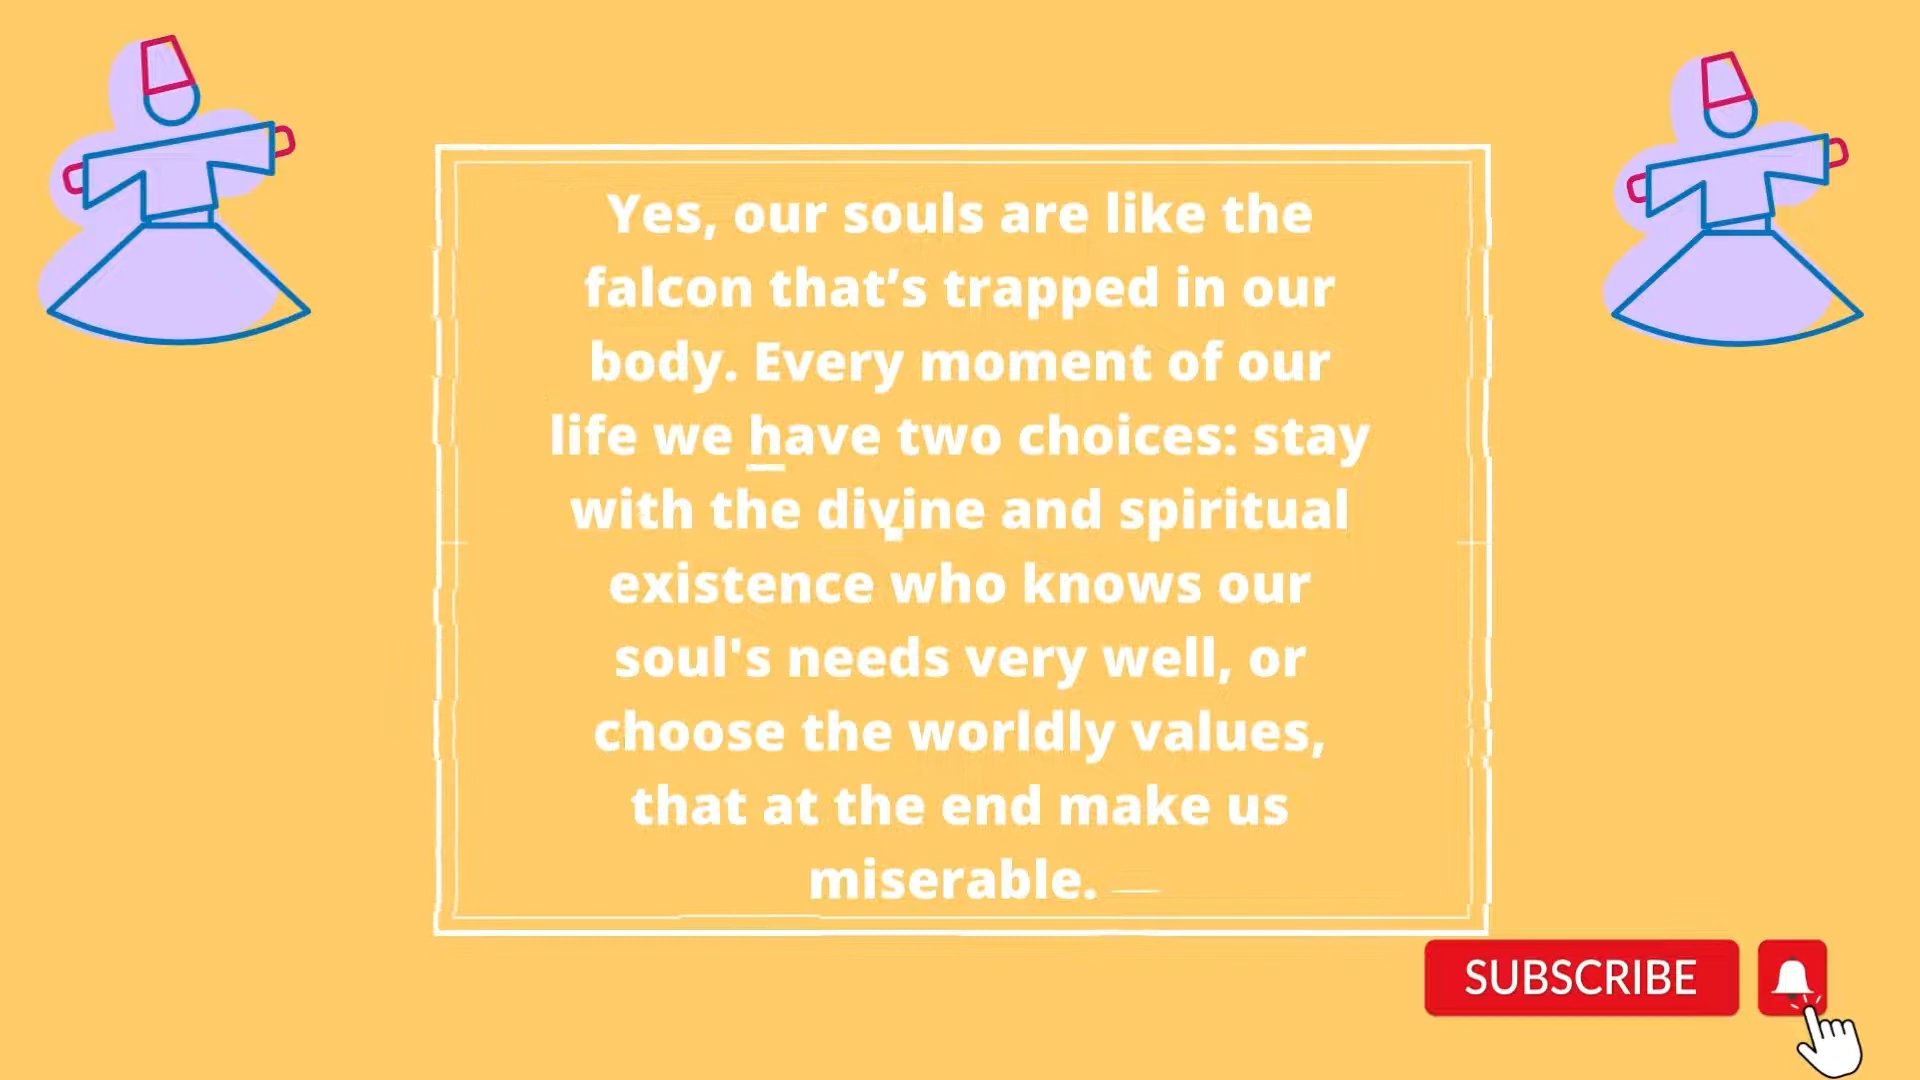 Yes, our souls are like the
falcon that’s trapped in our
body. Every moment of our
life we have two choices: stay
with the divine and spiritual
existence who knows our
soul's needs very well, or
choose the worldly values,
that at the end make us
miserable.
SUBSCRIBE